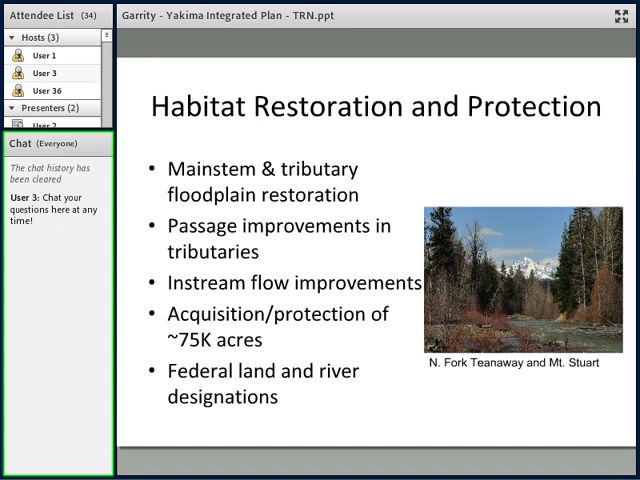 Attendee List (34)
Hosts (3)
User 1
User 3
User 36
Presenters (2)
User 2
Chat (Everyone)
The chat history has
been cleared
User 3: Chat your
questions here at any
time!
Garrity - Yakima Integrated Plan - TRN.ppt
Habitat Restoration and Protection
• Mainstem & tributary
floodplain restoration
• Passage improvements in
tributaries
• Instream flow improvements
• Acquisition/protection of
~75K acres
• Federal land and river
designations
N. Fork Teanaway and Mt. Stuart